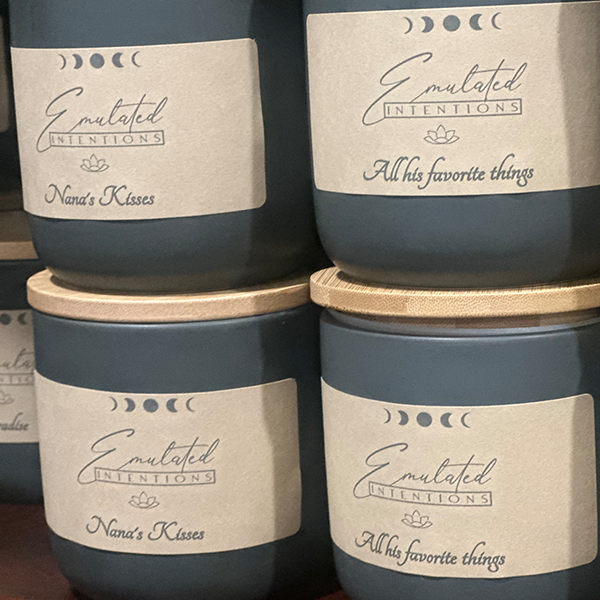 Emulated
INTENTIONS
Nana's Kisses
Emulated
INTENTIONS
All his favorite things
Emulated
INTENTIONS
Nana's Kisses
Emulated
INTENTIONS
All his favorite things